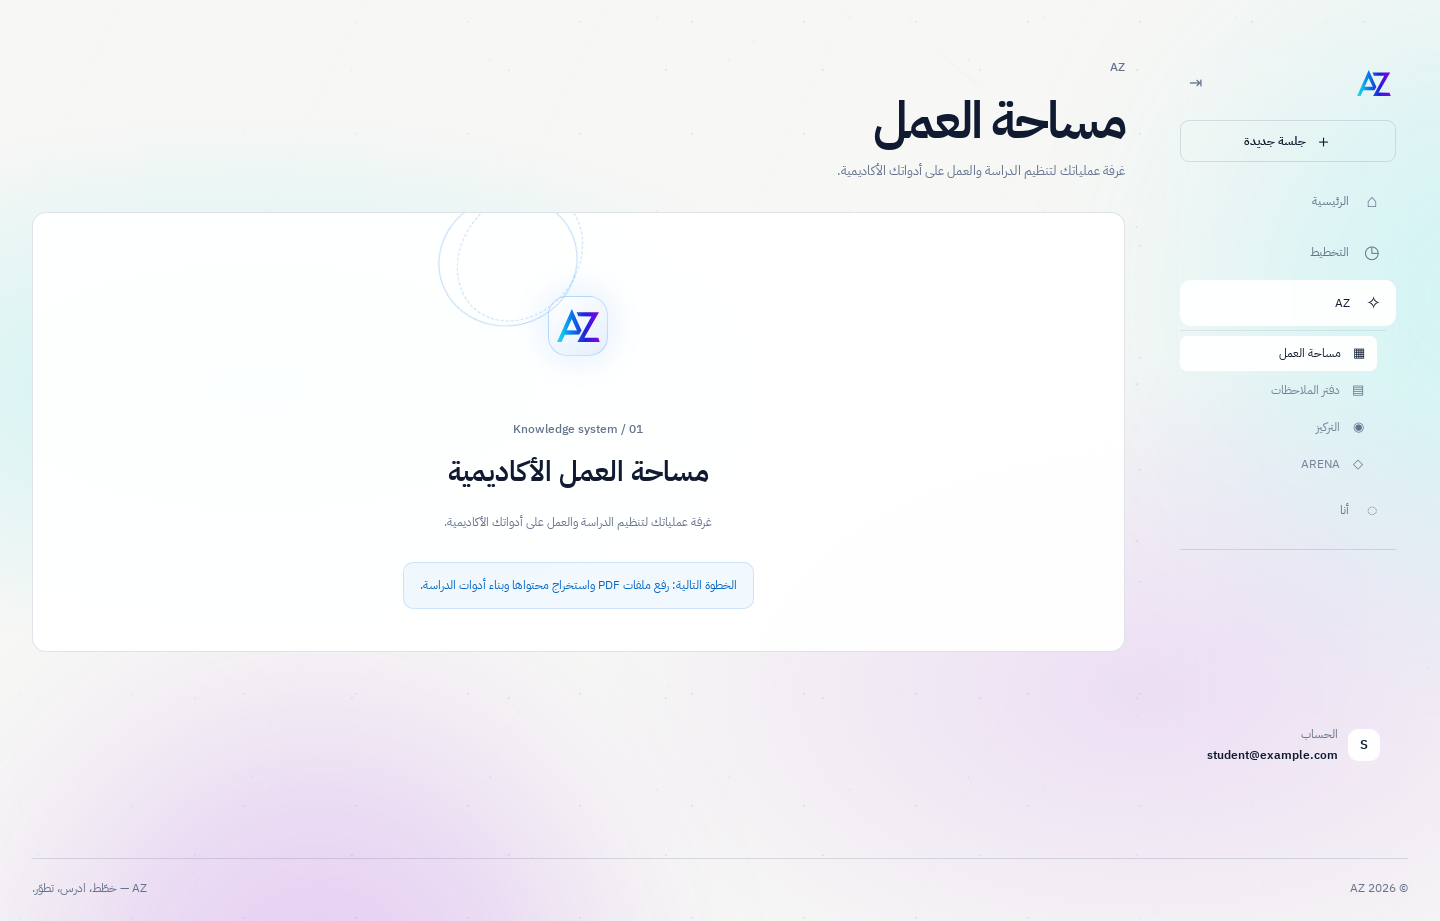 AZ
جلسة جديدة
الرئيسية
التخطيط
AZ
مساحة العمل
دفتر الملاحظات
التركيز
ARENA
أنا
الحساب
S
student@example.com
AZ
مساحة العمل
غرفة عملياتك لتنظيم الدراسة والعمل على أدواتك الأكاديمية.
AZ
Knowledge system / 01
مساحة العمل الأكاديمية
غرفة عملياتك لتنظيم الدراسة والعمل على أدواتك الأكاديمية.
الخطوة التالية: رفع ملفات PDF واستخراج محتواها وبناء أدوات الدراسة.
© 2026 AZ
AZ — خطّط، ادرس، تطوّر.